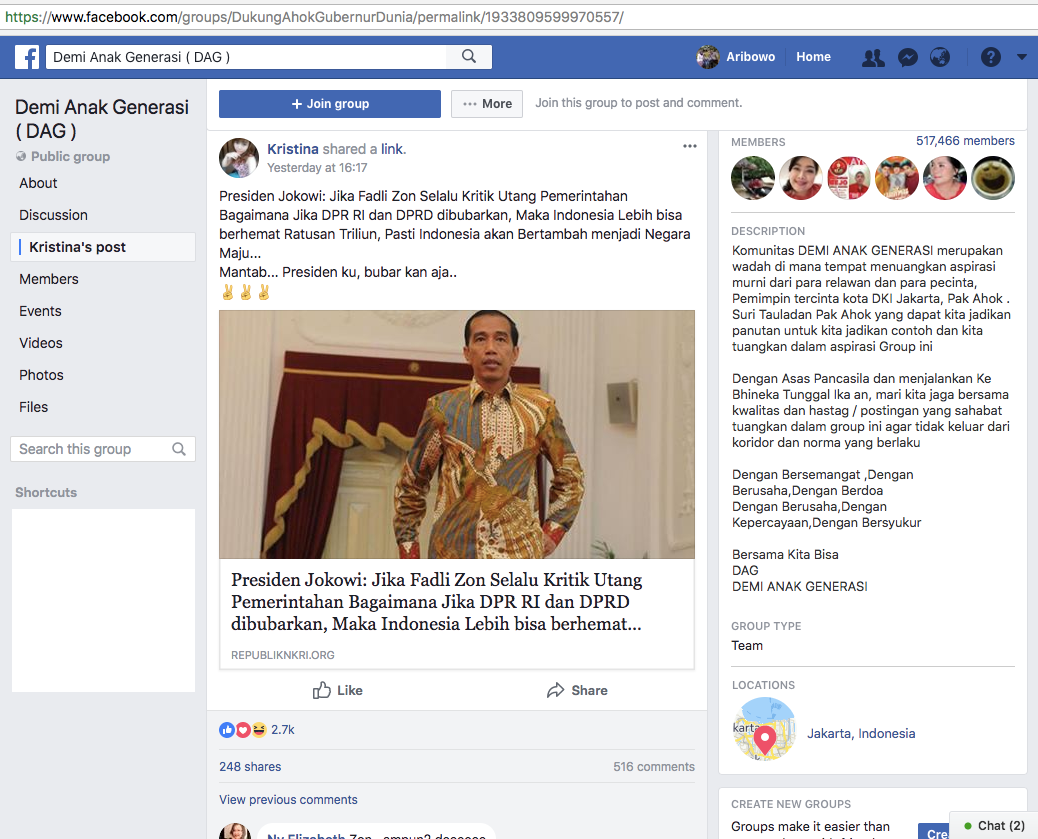 https://www.facebook.com/groups/DukungAhokGubernurDunia/permalink/1933809599970557/
Demi Anak Generasi ( DAG )
Aribowo
Home
Demi Anak Generasi
( DAG )
Public group
About
Discussion
Kristina's post
Members
Events
Videos
Photos
Files
Search this group
Shortcuts
+ Join group
••• More
Join this group to post and comment.
Kristina shared a link.
Yesterday at 16:17
Presiden Jokowi: Jika Fadli Zon Selalu Kritik Utang Pemerintahan
Bagaimana Jika DPR RI dan DPRD dibubarkan, Maka Indonesia Lebih bisa
berhemat Ratusan Triliun, Pasti Indonesia akan Bertambah menjadi Negara
Maju...
Mantab... Presiden ku, bubar kan aja..
✌✌✌
Presiden Jokowi: Jika Fadli Zon Selalu Kritik Utang
Pemerintahan Bagaimana Jika DPR RI dan DPRD
dibubarkan, Maka Indonesia Lebih bisa berhemat...
REPUBLIKNKRI.ORG
Like
Share
2.7k
248 shares
516 comments
View previous comments
Ny Elizabeth Zon
MEMBERS
517,466 members
DESCRIPTION
Komunitas DEMI ANAK GENERASI merupakan
wadah di mana tempat menuangkan aspirasi
murni dari para relawan dan para pecinta,
Pemimpin tercinta kota DKI Jakarta, Pak Ahok .
Suri Tauladan Pak Ahok yang dapat kita jadikan
panutan untuk kita jadikan contoh dan kita
tuangkan dalam aspirasi Group ini
Dengan Asas Pancasila dan menjalankan Ke
Bhineka Tunggal Ika an, mari kita jaga bersama
kwalitas dan hastag / postingan yang sahabat
tuangkan dalam group ini agar tidak keluar dari
koridor dan norma yang berlaku
Dengan Bersemangat ,Dengan
Berusaha,Dengan Berdoa
Dengan Berusaha,Dengan
Kepercayaan,Dengan Bersyukur
Bersama Kita Bisa
DAG
DEMI ANAK GENERASI
GROUP TYPE
Team
LOCATIONS
karta
Jakarta, Indonesia
CREATE NEW GROUPS
Groups make it easier than
Cre
Chat (2)